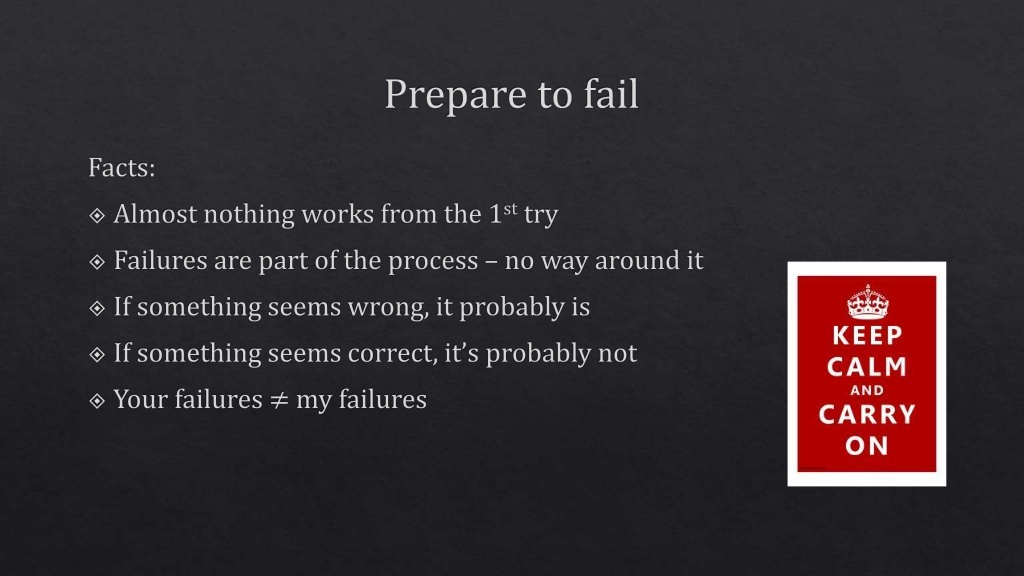 Prepare to fail
Facts:
Almost nothing works from the 1st try
Failures are part of the process – no way around it
If something seems wrong, it probably is
If something seems correct, it’s probably not
Your failures ≠ my failures
KEEP
CALM
AND
CARRY
ON